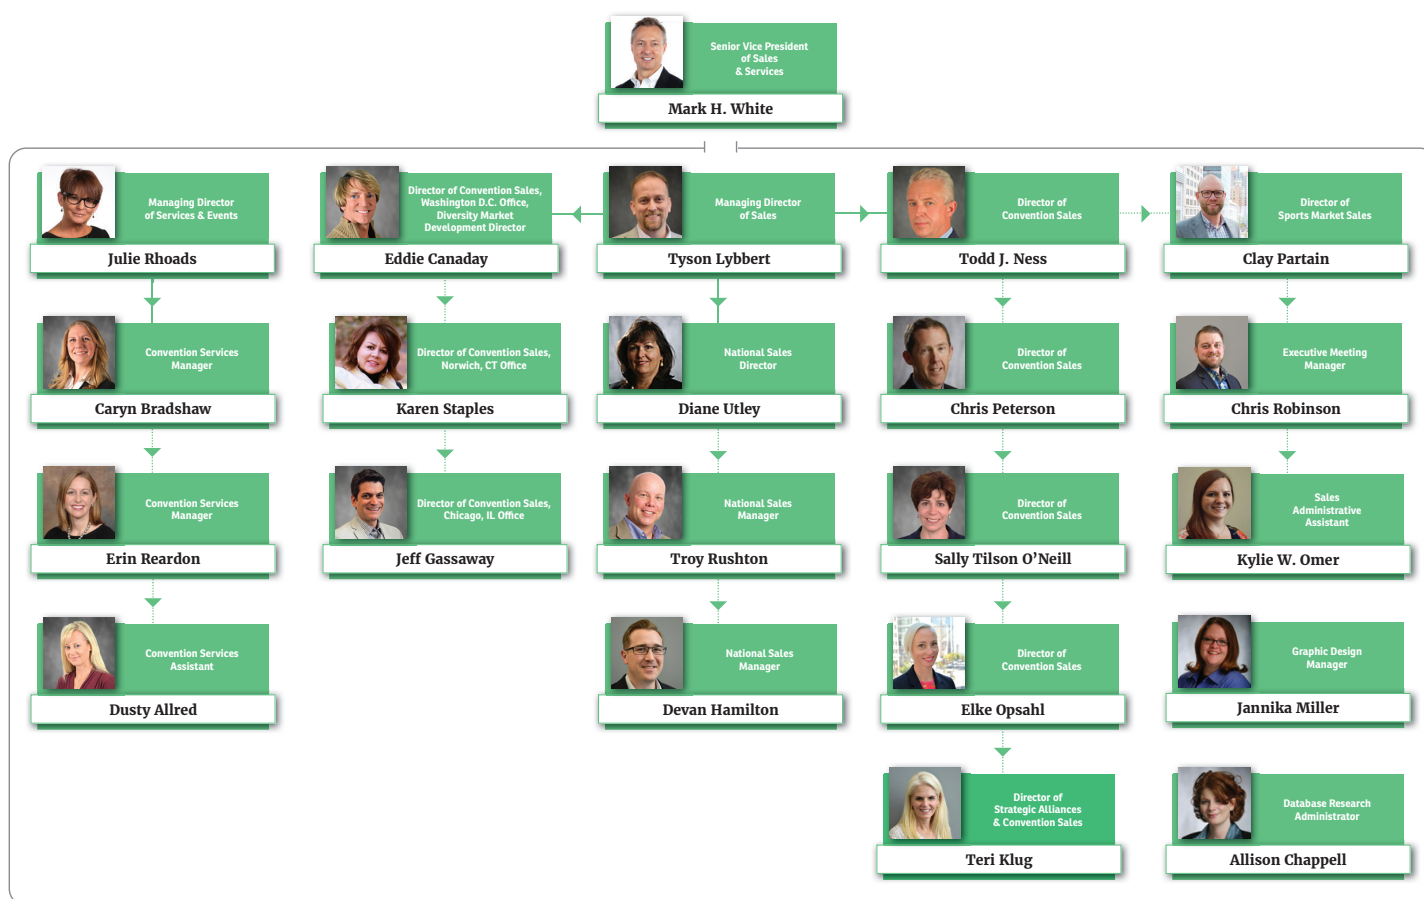 Senior Vice President
of Sales
& Services
Mark H. White
Managing Director
of Services & Events
Julie Rhoads
Director of Convention Sales,
Washington D.C. Office,
Diversity Market
Development Director
Eddie Canaday
Managing Director
of Sales
Tyson Lybbert
Director of
Convention Sales
Todd J. Ness
Director of
Sports Market Sales
Clay Partain
Convention Services
Manager
Caryn Bradshaw
Director of Convention Sales,
Norwich, CT Office
Karen Staples
National Sales
Director
Diane Utley
Director of
Convention Sales
Chris Peterson
Executive Meeting
Manager
Chris Robinson
Convention Services
Manager
Erin Reardon
Director of Convention Sales,
Chicago, IL Office
Jeff Gassaway
National Sales
Manager
Troy Rushton
Director of
Convention Sales
Sally Tilson O’Neill
Sales
Administrative
Assistant
Kylie W. Omer
Convention Services
Assistant
Dusty Allred
National Sales
Manager
Devan Hamilton
Director of
Convention Sales
Elke Opsahl
Graphic Design
Manager
Jannika Miller
Director of
Strategic Alliances
& Convention Sales
Teri Klug
Database Research
Administrator
Allison Chappell